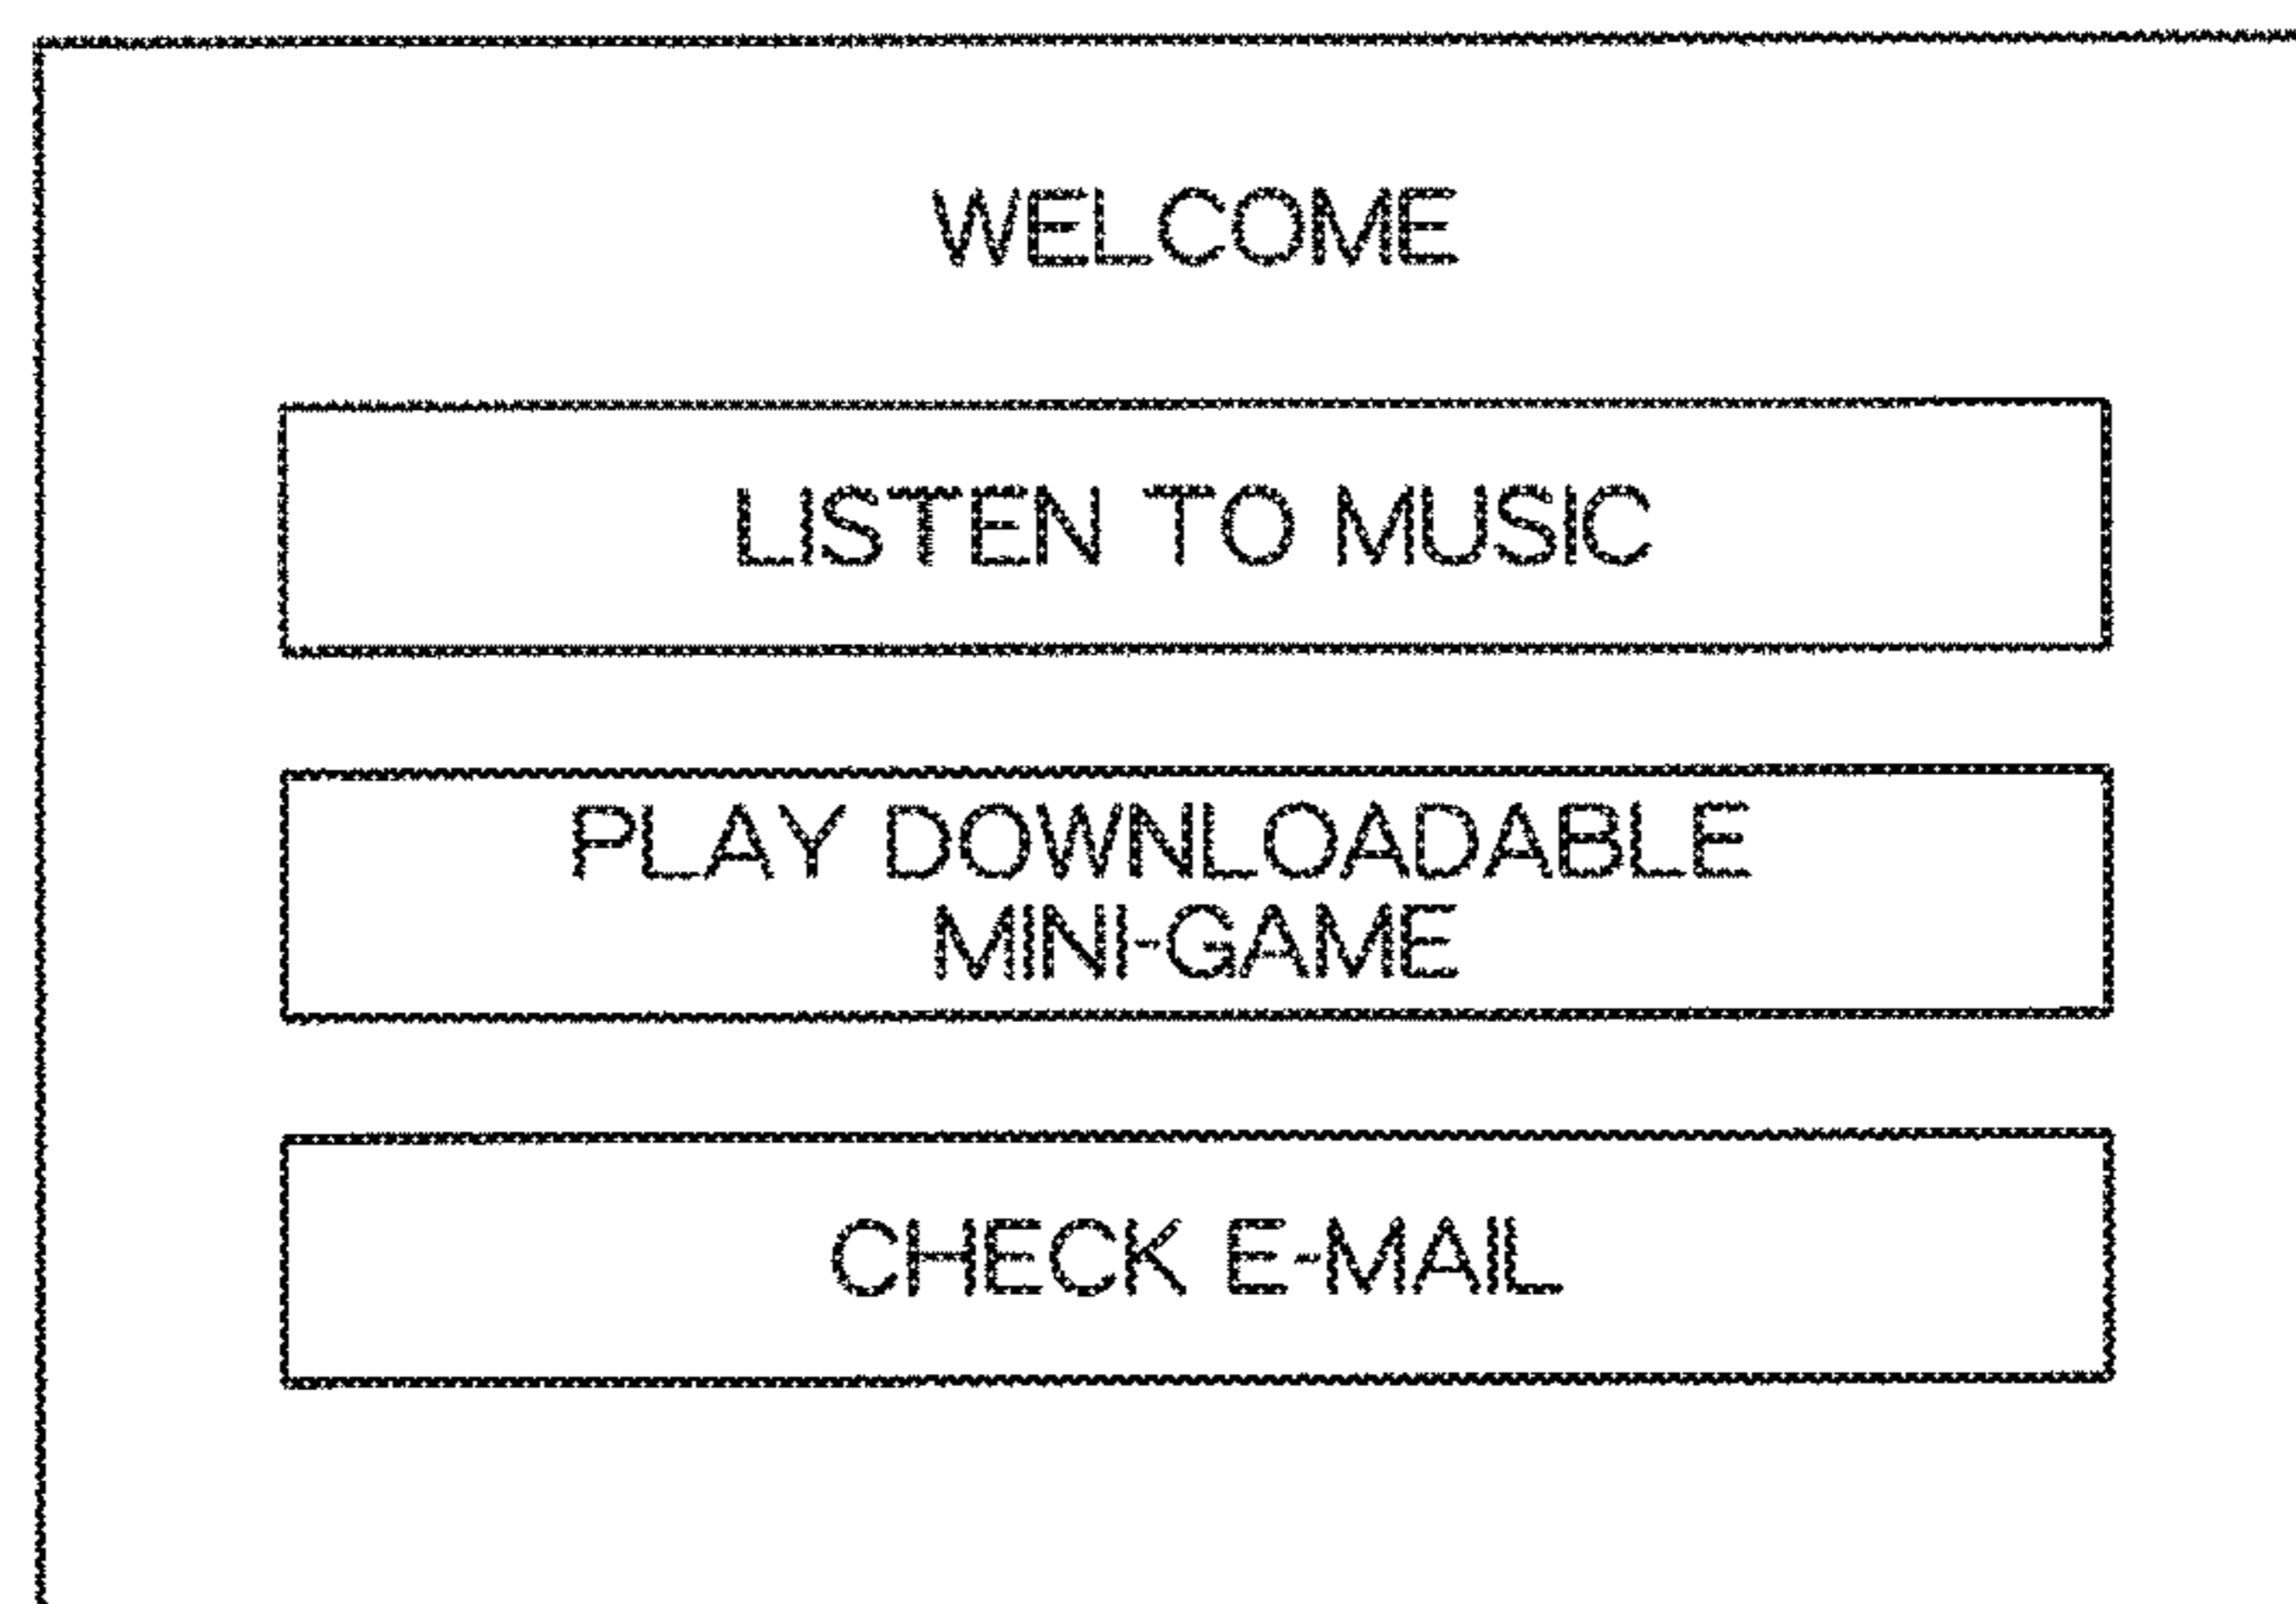 WELCOME
LISTEN TO MUSIC
PLAY DOWNLOADABLE
MINI-GAME
CHECK E-MAIL